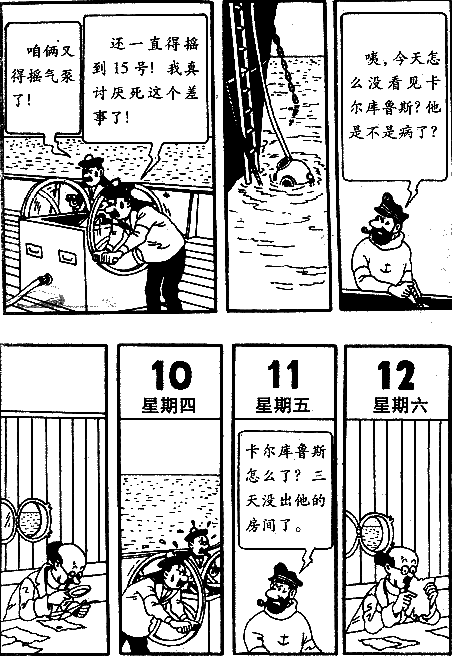 咱俩又
得摇气泵
了！
还一直得摇
到15号！我真
讨厌死这个差
事了！
咦，今天怎
么没看见卡
尔库鲁斯？他
是不是病了？
10
星期四
11
星期五
卡尔库鲁斯
怎么了？三
天没出他的
房间了。
12
星期六